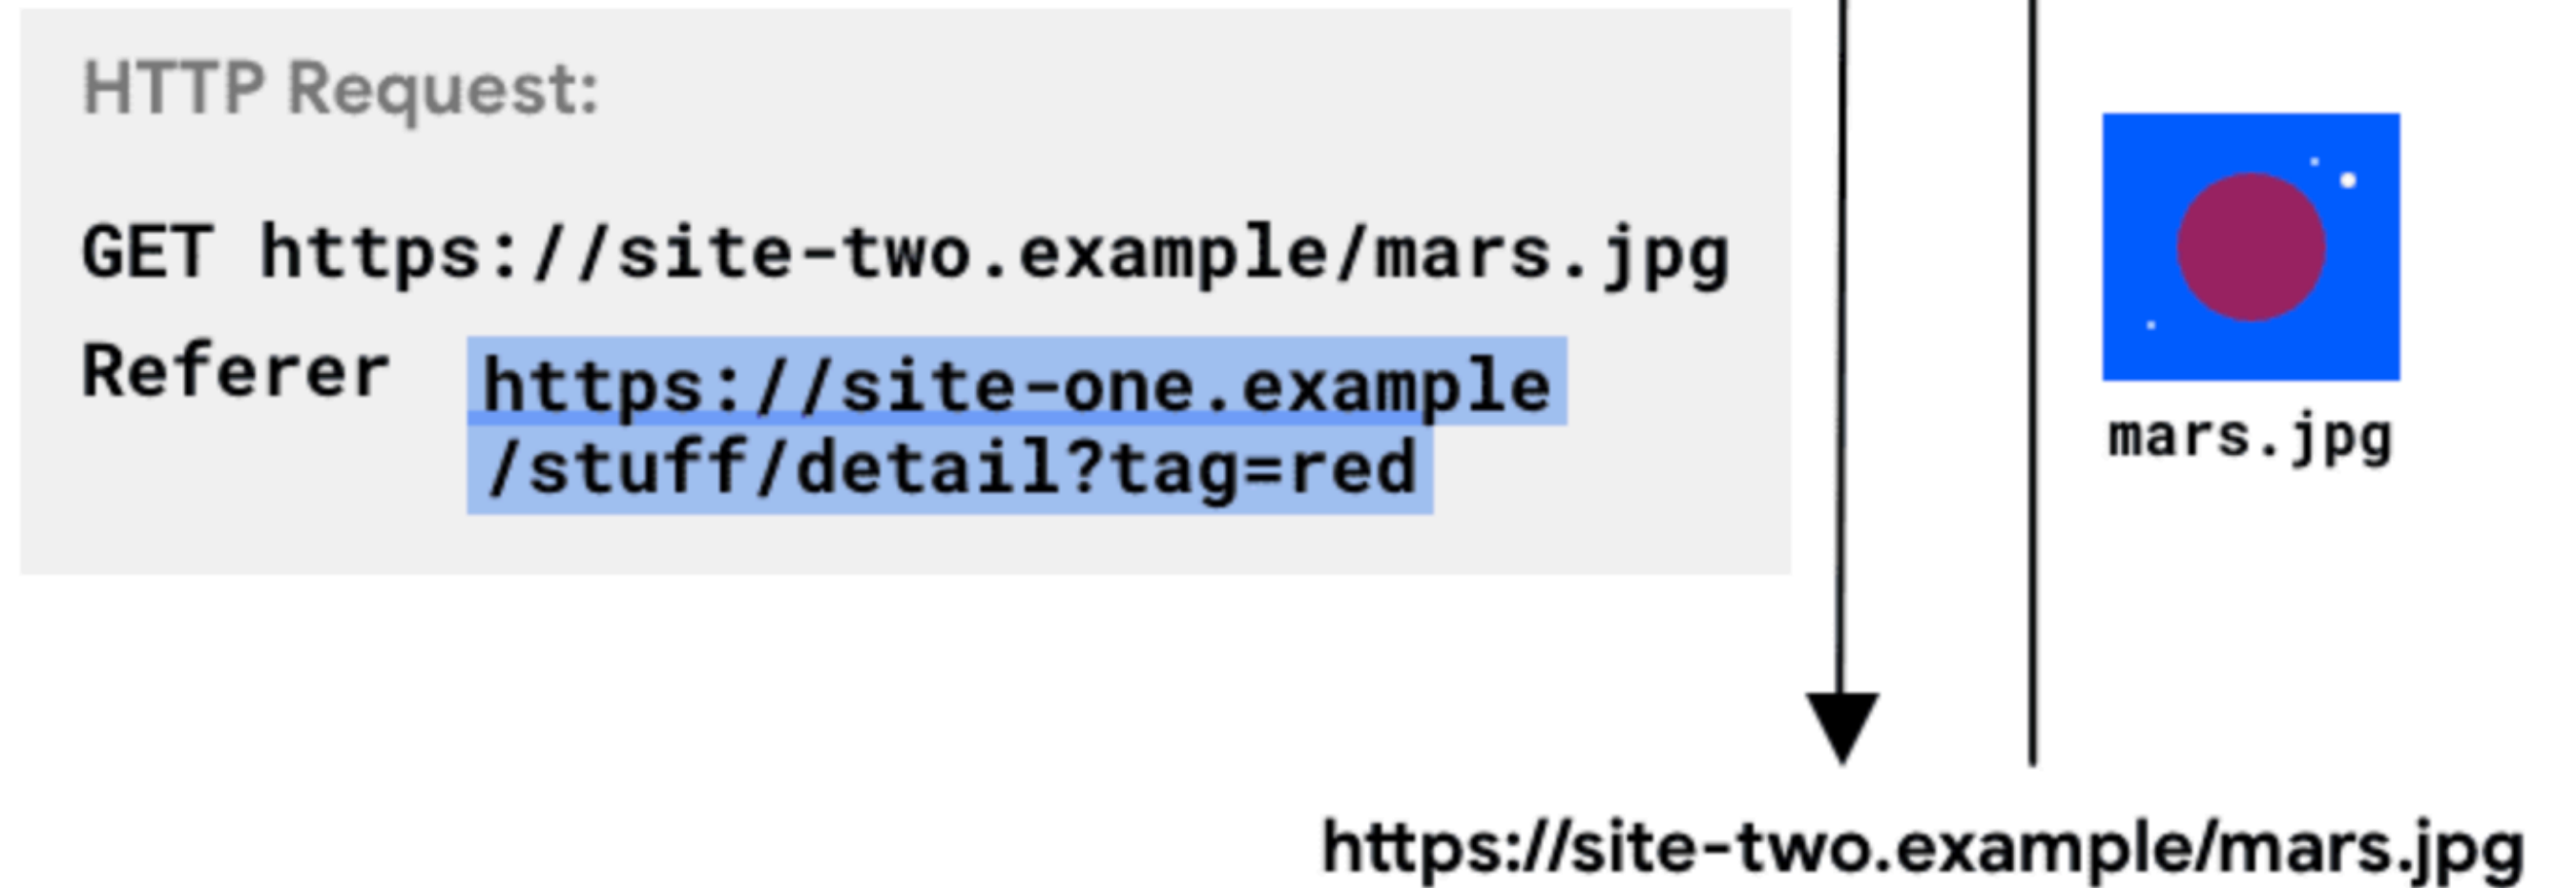 HTTP Request:
GET https://site-two.example/mars.jpg
Referer https://site-one.example
/stuff/detail?tag=red
mars.jpg
https://site-two.example/mars.jpg